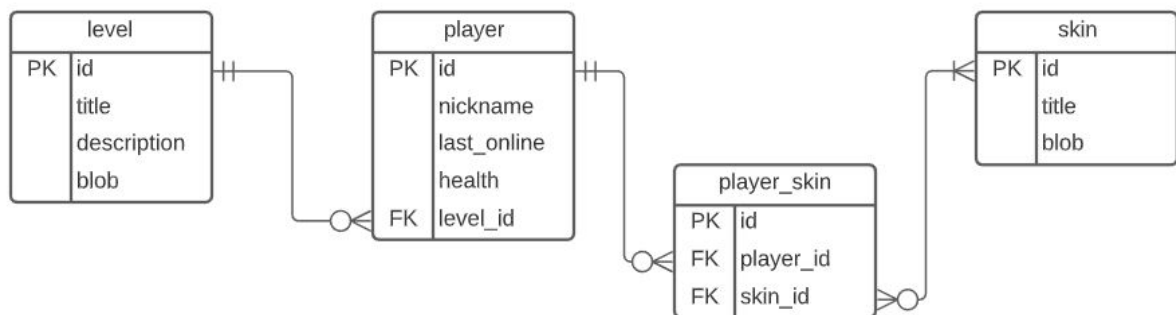 level
PK id
title
description
blob
player
PK id
nickname
last_online
health
FK level_id
player_skin
PK id
FK player_id
FK skin_id
skin
PK id
title
blob